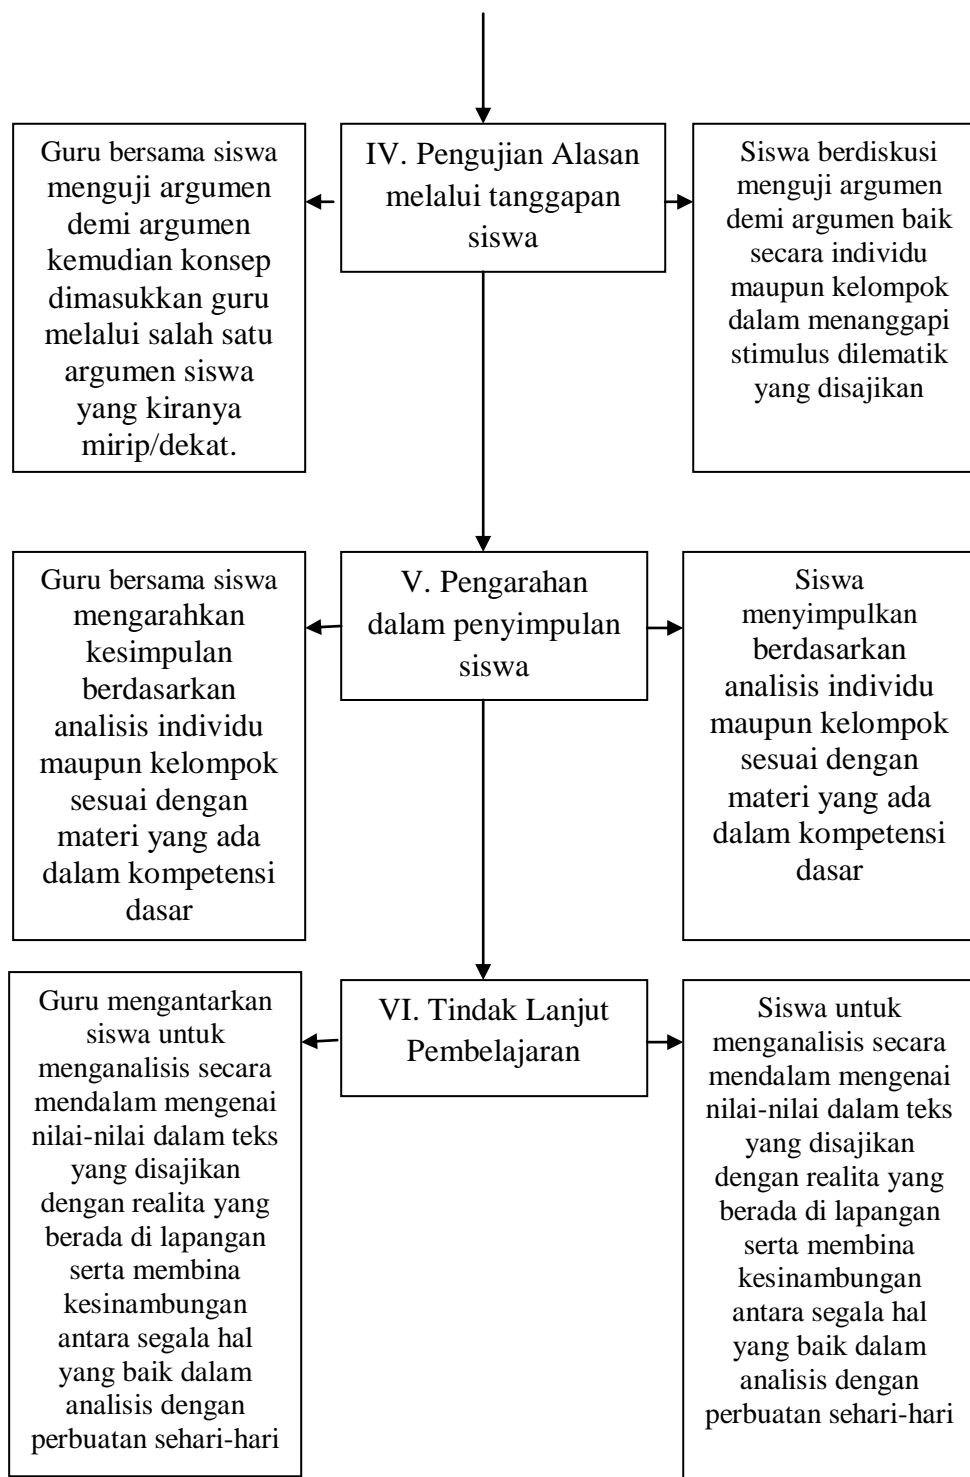 Guru bersama siswa
menguji argumen
demi argumen
kemudian konsep
dimasukkan guru
melalui salah satu
argumen siswa
yang kiranya
mirip/dekat.
IV. Pengujian Alasan
melalui tanggapan
siswa
Siswa berdiskusi
menguji argumen
demi argumen baik
secara individu
maupun kelompok
dalam menanggapi
stimulus dilematik
yang disajikan
Guru bersama siswa
mengarahkan
kesimpulan
berdasarkan
analisis individu
maupun kelompok
sesuai dengan
materi yang ada
dalam kompetensi
dasar
V. Pengarahan
dalam penyimpulan
siswa
Siswa
menyimpulkan
berdasarkan
analisis individu
maupun kelompok
sesuai dengan
materi yang ada
dalam kompetensi
dasar
Guru mengantarkan
siswa untuk
menganalisis secara
mendalam mengenai
nilai-nilai dalam teks
yang disajikan
dengan realita yang
berada di lapangan
serta membina
kesinambungan
antara segala hal
yang baik dalam
analisis dengan
perbuatan sehari-hari
VI. Tindak Lanjut
Pembelajaran
Siswa untuk
menganalisis secara
mendalam mengenai
nilai-nilai dalam teks
yang disajikan
dengan realita yang
berada di lapangan
serta membina
kesinambungan
antara segala hal
yang baik dalam
analisis dengan
perbuatan sehari-hari